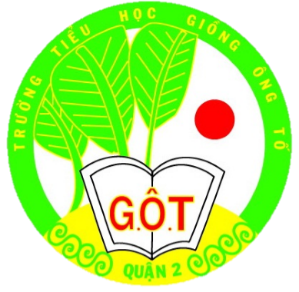 TRƯỜNG TIỂU HỌC GIỒNG ÔNG TỐ
G.Ô.T
QUẬN 2